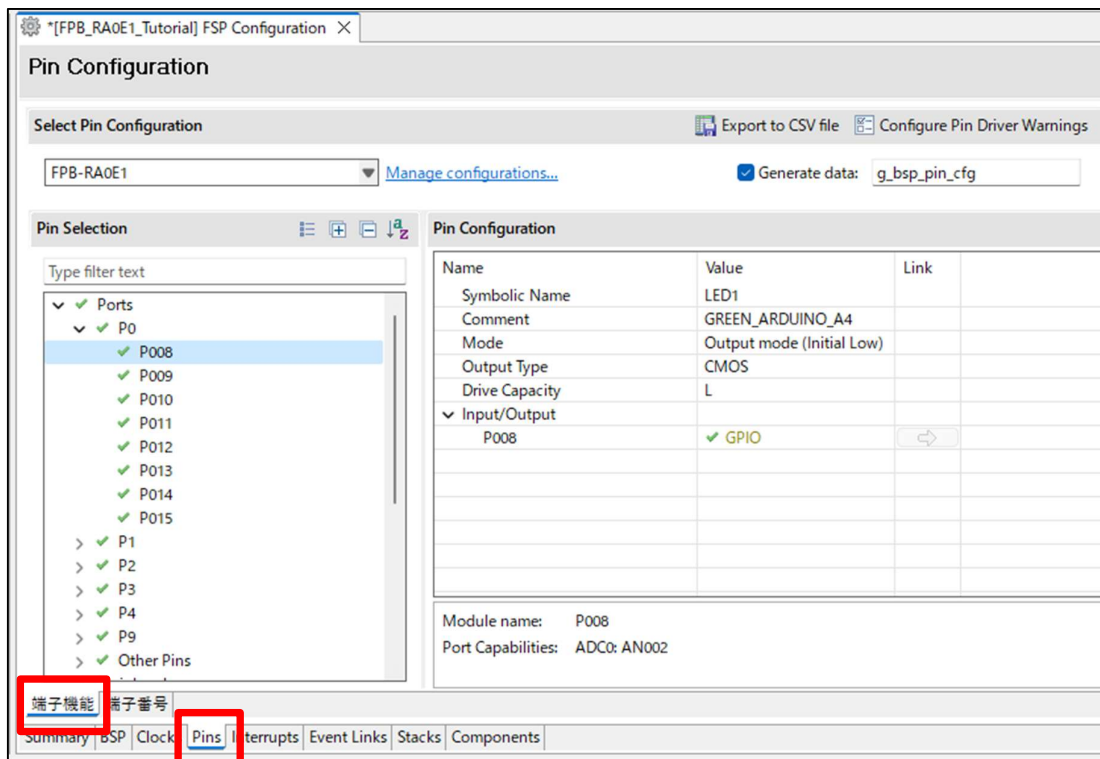 *[FPB_RA0E1_Tutorial] FSP Configuration
Pin Configuration
Select Pin Configuration
Export to CSV file
Configure Pin Driver Warnings
FPB-RA0E1
Manage configurations...
Generate data:
g_bsp_pin_cfg
Pin Selection
Type filter text
Ports
P0
P008
P009
P010
P011
P012
P013
P014
P015
P1
P2
P3
P4
P9
Other Pins
Pin Configuration
Name Value Link
Symbolic Name LED1
Comment GREEN_ARDUINO_A4
Mode Output mode (Initial Low)
Output Type CMOS
Drive Capacity L
Input/Output
P008 GPIO
Module name: P008
Port Capabilities: ADC0: AN002
端子機能 端子番号
Summary BSP Clocks Pins Interrupts Event Links Stacks Components